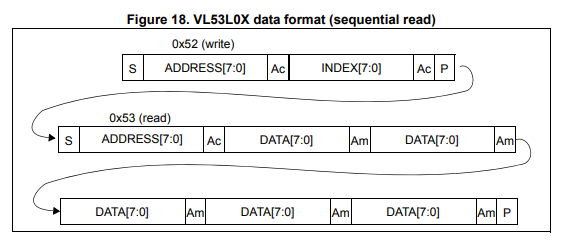 Figure 18. VL53L0X data format (sequential read)
0x52 (write)
S ADDRESS[7:0] Ac INDEX[7:0] Ac P
0x53 (read)
S ADDRESS[7:0] Ac DATA[7:0] Am DATA[7:0] Am
DATA[7:0] Am DATA[7:0] Am DATA[7:0] Am P